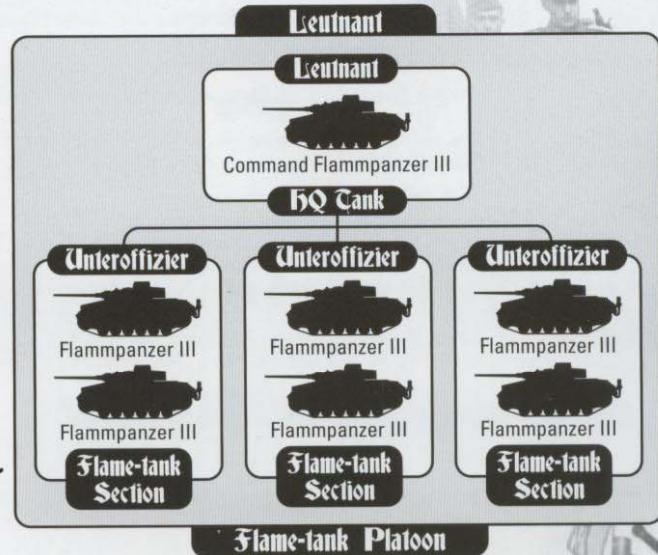 Leutnant
Leutnant
Command Flammpanzer III
HQ Tank
Unteroffizier
Flammpanzer III
Flammpanzer III
Flame-tank
Section
Unteroffizier
Flammpanzer III
Flammpanzer III
Flame-tank
Section
Unteroffizier
Flammpanzer III
Flammpanzer III
Flame-tank
Section
Flame-tank Platoon